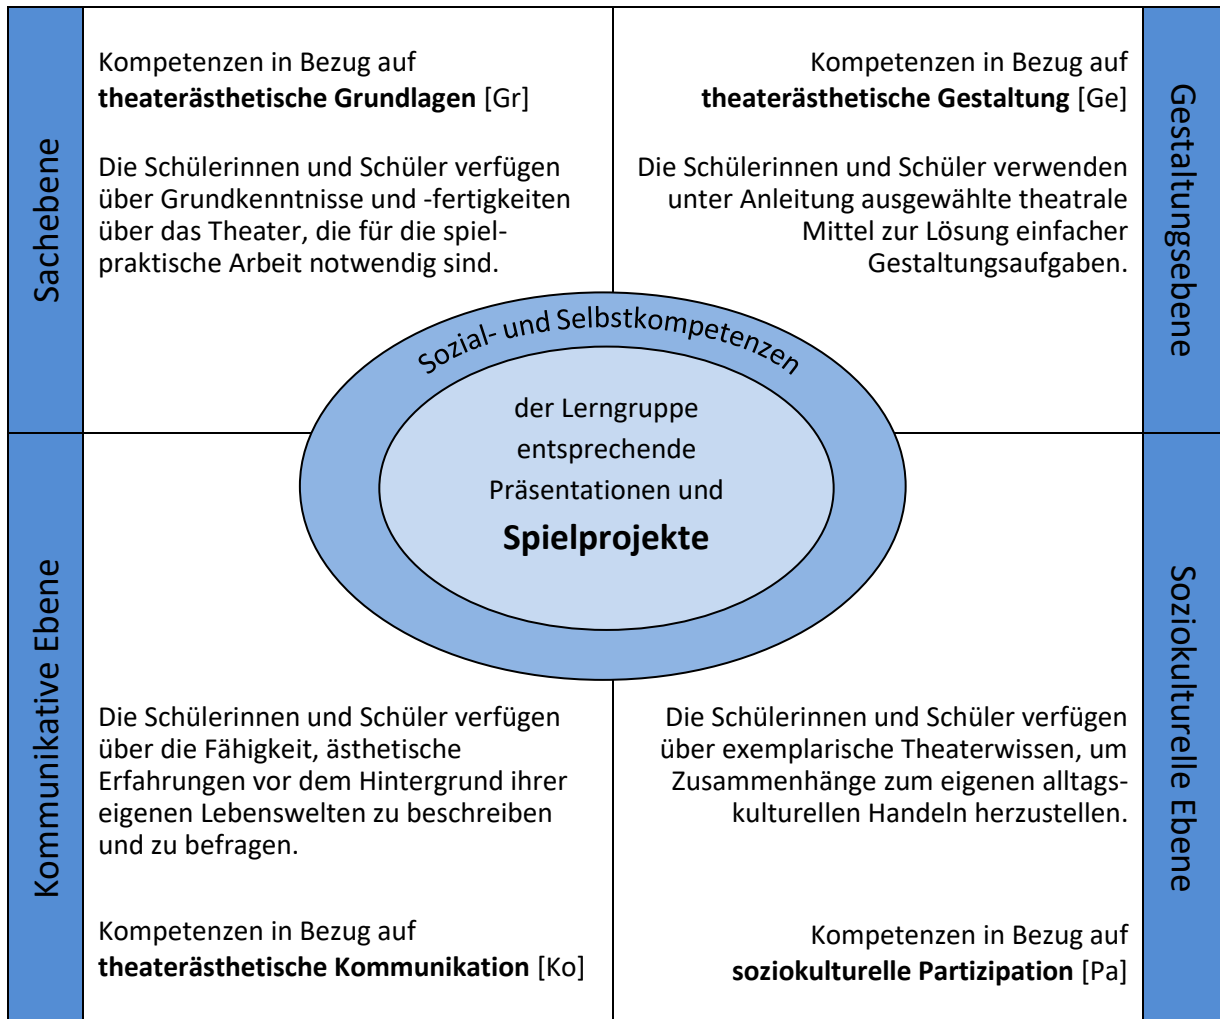 Sachebene
Kompetenzen in Bezug auf
theaterästhetische Grundlagen [Gr]
Die Schülerinnen und Schüler verfügen
über Grundkenntnisse und -fertigkeiten
über das Theater, die für die spiel-
praktische Arbeit notwendig sind.
Kompetenzen in Bezug auf
theaterästhetische Gestaltung [Ge]
Die Schülerinnen und Schüler verwenden
unter Anleitung ausgewählte theatrale
Mittel zur Lösung einfacher
Gestaltungsaufgaben.
Gestaltungsebene
Sozial- und Selbstkompetenzen
der Lerngruppe
entsprechende
Präsentationen und
Spielprojekte
Kommunikative Ebene
Die Schülerinnen und Schüler verfügen
über die Fähigkeit, ästhetische
Erfahrungen vor dem Hintergrund ihrer
eigenen Lebenswelten zu beschreiben
und zu befragen.
Kompetenzen in Bezug auf
theaterästhetische Kommunikation [Ko]
Die Schülerinnen und Schüler verfügen
über exemplarische Theaterwissen, um
Zusammenhänge zum eigenen alltags-
kulturellen Handeln herzustellen.
Kompetenzen in Bezug auf
soziokulturelle Partizipation [Pa]
Soziokulturelle Ebene